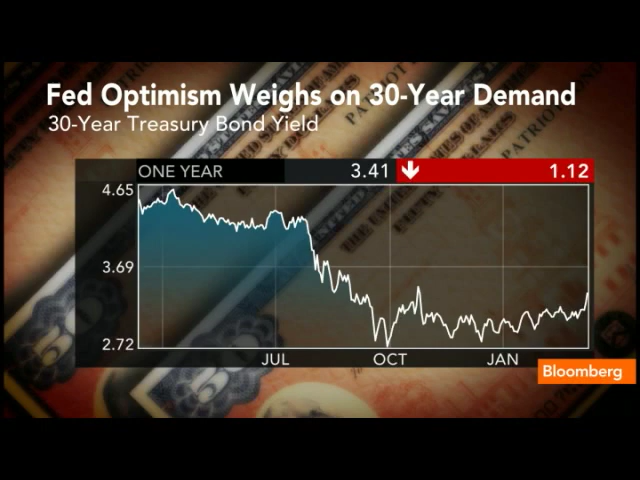 Fed Optimism Weighs on 30-Year Demand
30-Year Treasury Bond Yield
ONE YEAR 3.41 1.12
4.65
3.69
2.72
JUL OCT JAN
Bloomberg